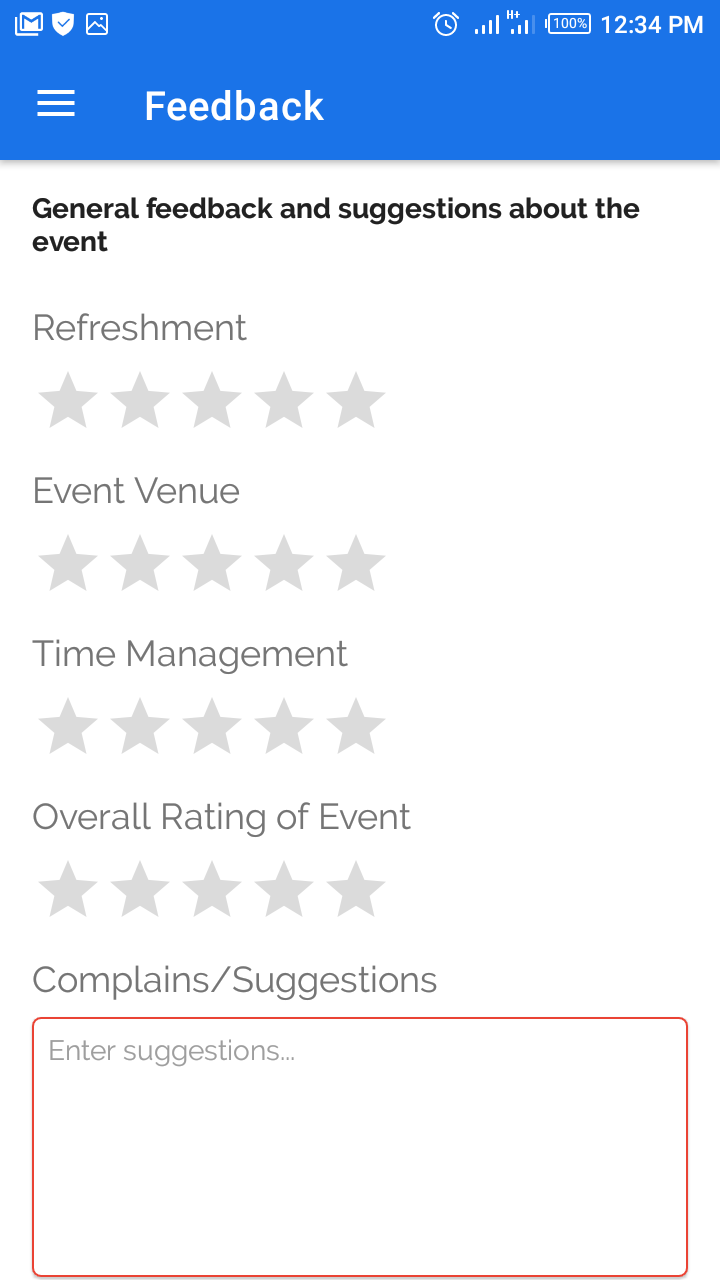 H+ 100% 12:34 PM
Feedback
General feedback and suggestions about the
event
Refreshment
Event Venue
Time Management
Overall Rating of Event
Complains/Suggestions
Enter suggestions...